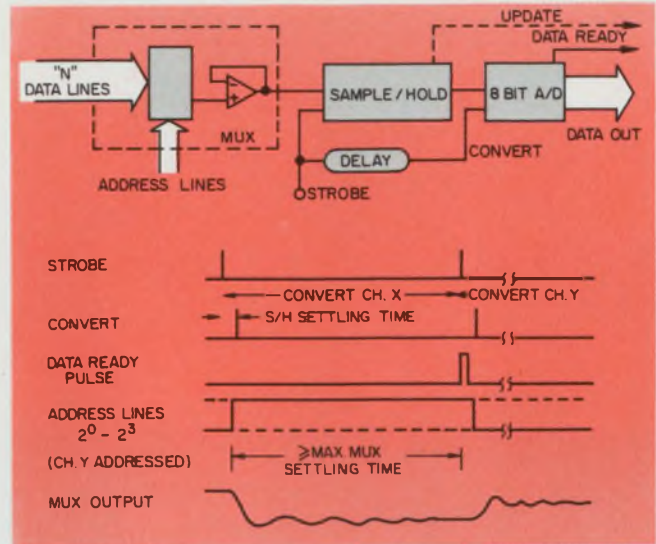 UPDATE
DATA READY
"N"
DATA LINES
SAMPLE/HOLD
8 BIT A/D
MUX
DELAY
CONVERT
DATA OUT
ADDRESS LINES
STROBE
STROBE
CONVERT CH. X
CONVERT CH. Y
CONVERT
S/H SETTLING TIME
DATA READY
PULSE
ADDRESS LINES
2⁰ - 2³
(CH. Y ADDRESSED)
≥MAX. MUX
SETTLING TIME
MUX OUTPUT